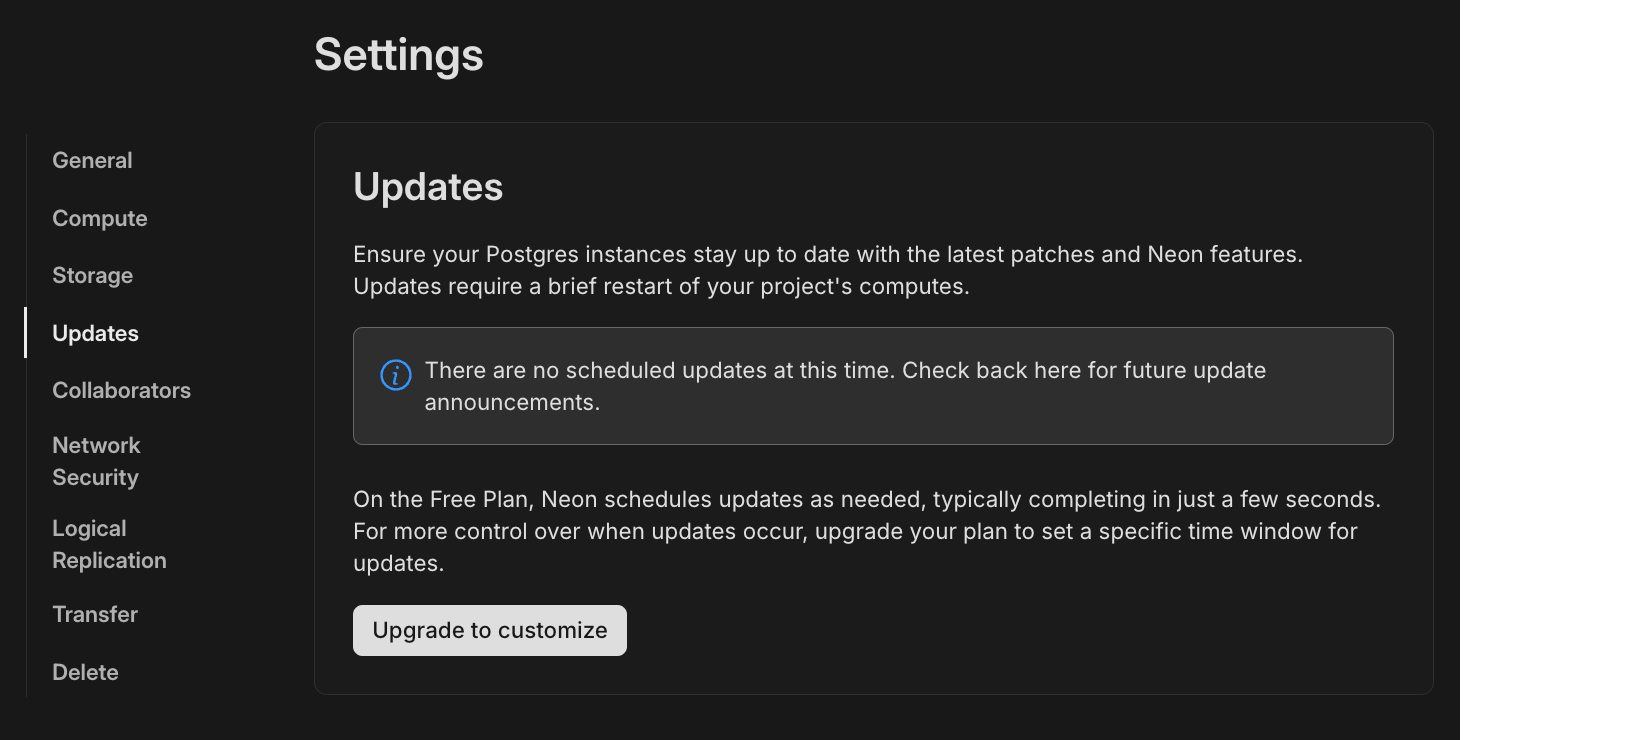 Settings
General
Compute
Storage
Updates
Collaborators
Network
Security
Logical
Replication
Transfer
Delete
Updates
Ensure your Postgres instances stay up to date with the latest patches and Neon features.
Updates require a brief restart of your project's computes.
There are no scheduled updates at this time. Check back here for future update
announcements.
On the Free Plan, Neon schedules updates as needed, typically completing in just a few seconds.
For more control over when updates occur, upgrade your plan to set a specific time window for
updates.
Upgrade to customize